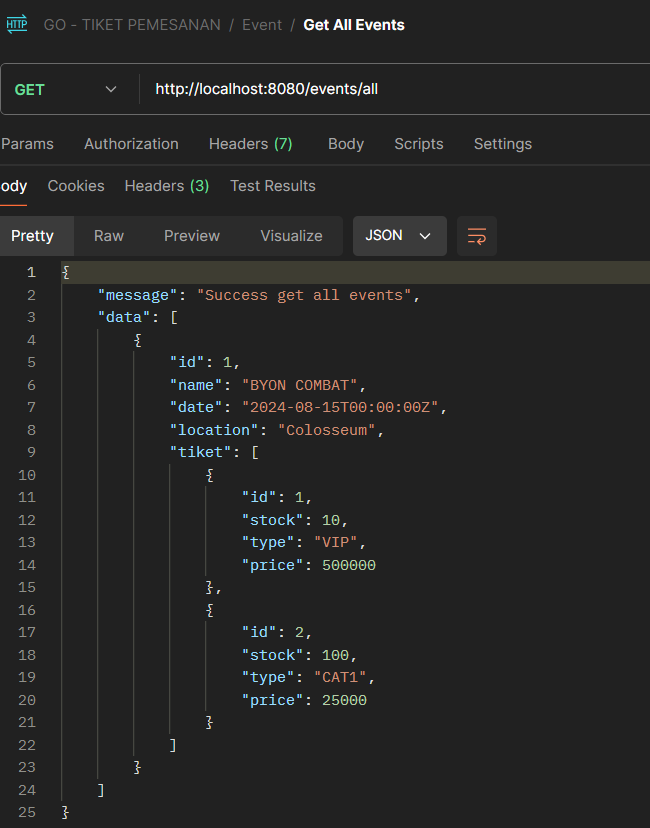 HTTP GO - TIKET PEMESANAN / Event / Get All Events
GET http://localhost:8080/events/all
Params Authorization Headers (7) Body Scripts Settings
ody Cookies Headers (3) Test Results
Pretty Raw Preview Visualize JSON
1 {
2 "message": "Success get all events",
3 "data": [
4 {
5 "id": 1,
6 "name": "BYON COMBAT",
7 "date": "2024-08-15T00:00:00Z",
8 "location": "Colosseum",
9 "tiket": [
10 {
11 "id": 1,
12 "stock": 10,
13 "type": "VIP",
14 "price": 500000
15 },
16 {
17 "id": 2,
18 "stock": 100,
19 "type": "CAT1",
20 "price": 25000
21 }
22 ]
23 }
24 ]
25 }